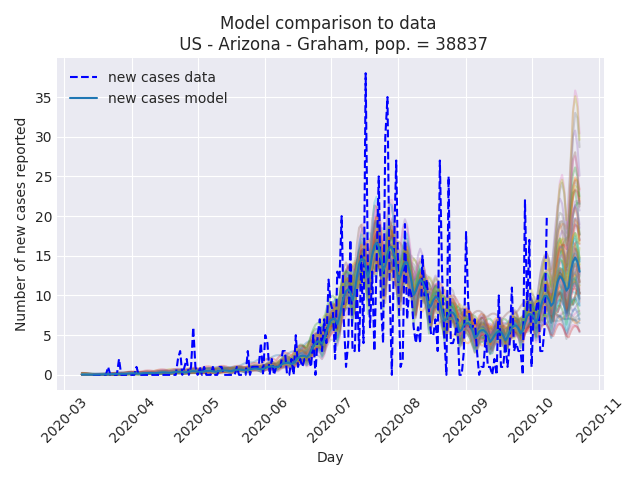 Model comparison to data
US - Arizona - Graham, pop. = 38837
new cases data
new cases model
Number of new cases reported
35
30
25
20
15
10
5
0
2020-03
2020-04
2020-05
2020-06
2020-07
2020-08
2020-09
2020-10
2020-11
Day